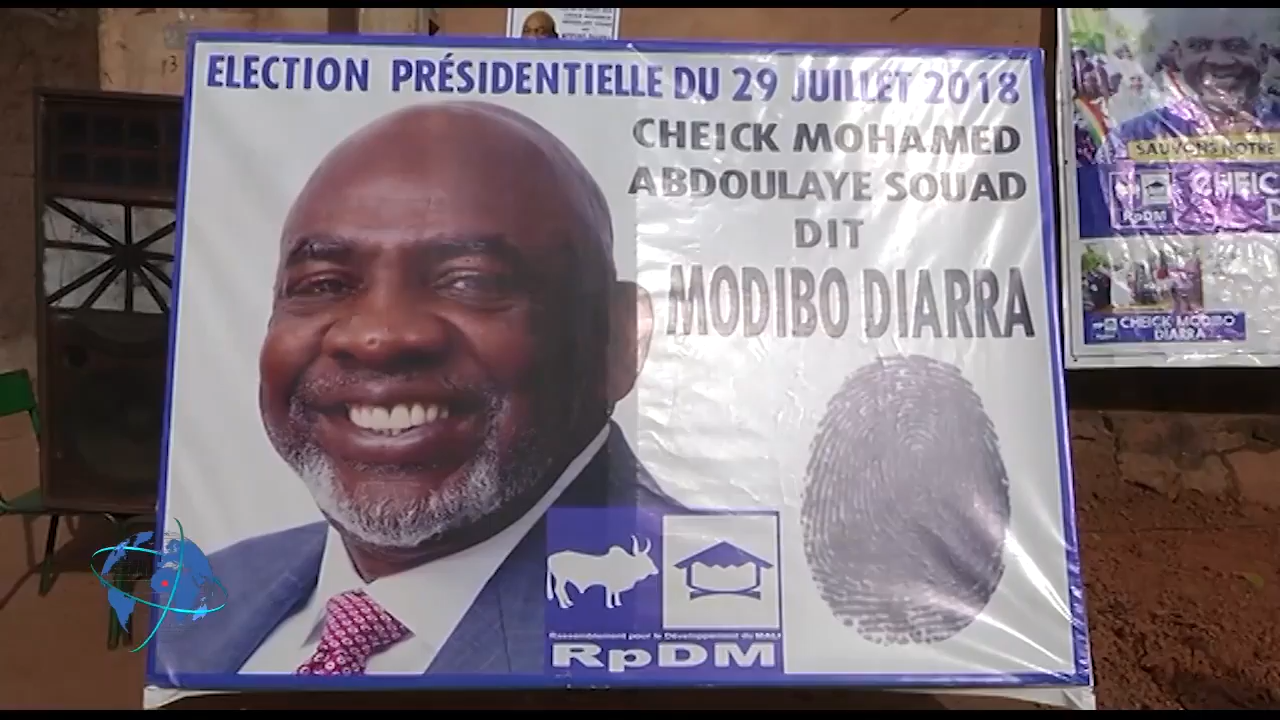 ELECTION PRÉSIDENTIELLE DU 29 JUILLET 2018
CHEICK MOHAMED
ABDOULAYE SOUAD
DIT
MODIBO DIARRA
Rassemblement pour le Développement du MALI
RpDM
SAUVONS NOTRE
CHEIC
D
RpDM
CHEICK MODIBO
DIARRA